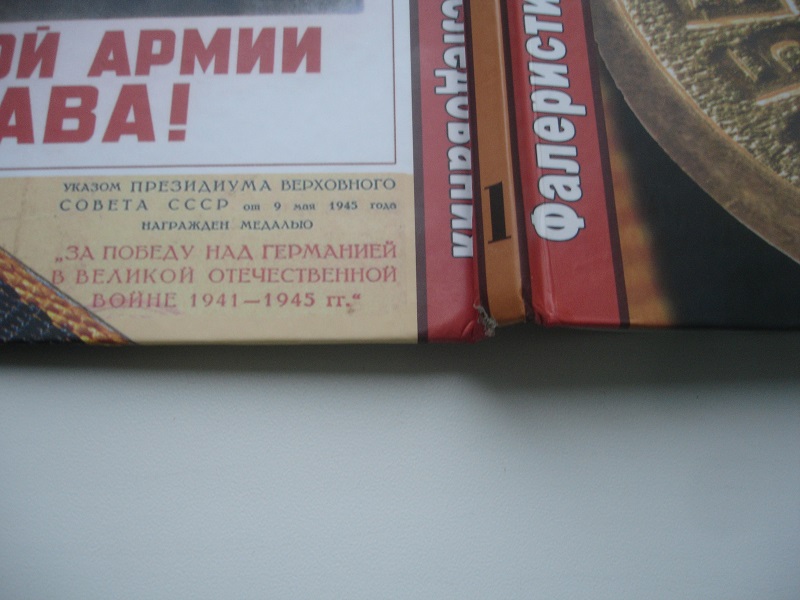 ОЙ АРМИИ
АВА!
УКАЗОМ ПРЕЗИДИУМА ВЕРХОВНОГО
СОВЕТА СССР от 9 мая 1945 года
НАГРАЖДЕН МЕДАЛЬЮ
„ЗА ПОБЕДУ НАД ГЕРМАНИЕЙ
В ВЕЛИКОЙ ОТЕЧЕСТВЕННОЙ
ВОЙНЕ 1941—1945 гг.“
1
Фалеристи